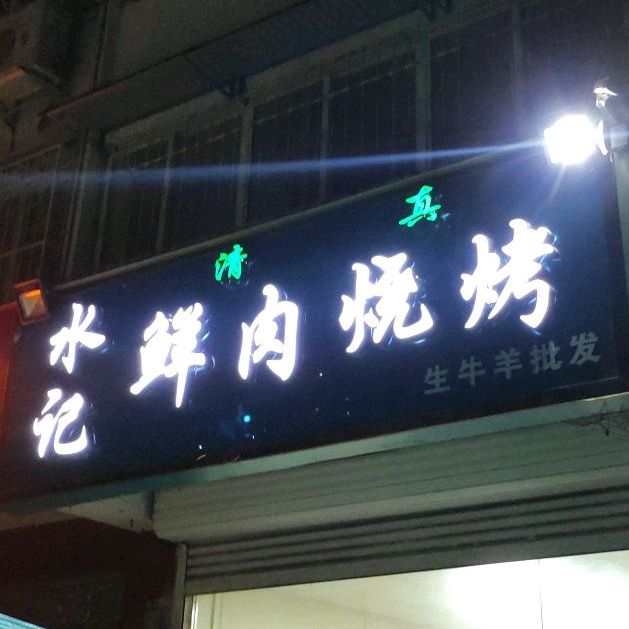 清真
水记
鲜肉烧烤
生牛羊批发